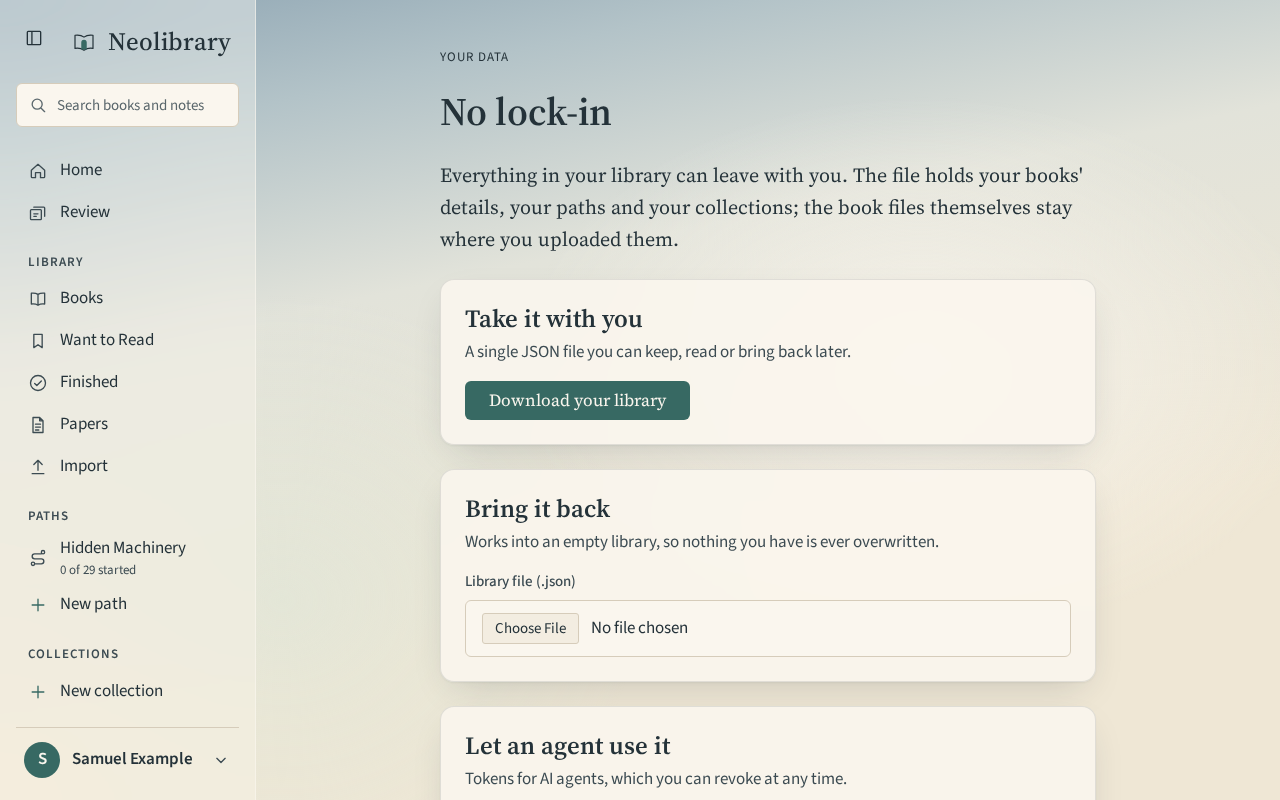 Neolibrary
Search books and notes
Home
Review
LIBRARY
Books
Want to Read
Finished
Papers
Import
PATHS
Hidden Machinery
0 of 29 started
New path
COLLECTIONS
New collection
S
Samuel Example
YOUR DATA
No lock-in
Everything in your library can leave with you. The file holds your books'
details, your paths and your collections; the book files themselves stay
where you uploaded them.
Take it with you
A single JSON file you can keep, read or bring back later.
Download your library
Bring it back
Works into an empty library, so nothing you have is ever overwritten.
Library file (.json)
Choose File No file chosen
Let an agent use it
Tokens for AI agents, which you can revoke at any time.